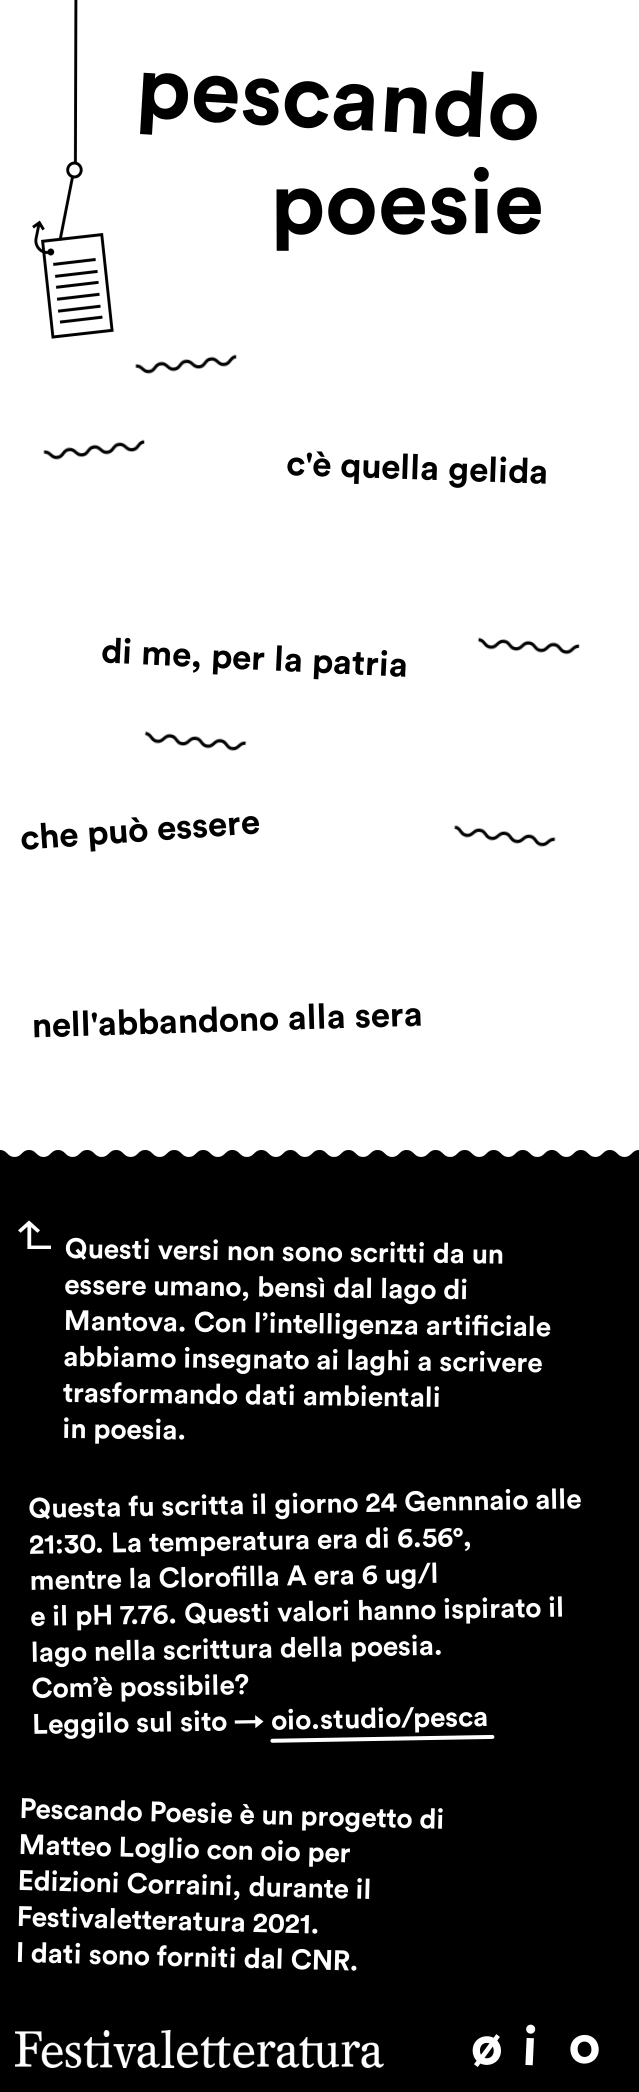 pescando
poesie
c'è quella gelida
di me, per la patria
che può essere
nell'abbandono alla sera
Questi versi non sono scritti da un
essere umano, bensì dal lago di
Mantova. Con l’intelligenza artificiale
abbiamo insegnato ai laghi a scrivere
trasformando dati ambientali
in poesia.
Questa fu scritta il giorno 24 Gennnaio alle
21:30. La temperatura era di 6.56°,
mentre la Clorofilla A era 6 ug/l
e il pH 7.76. Questi valori hanno ispirato il
lago nella scrittura della poesia.
Com’è possibile?
Leggilo sul sito → oio.studio/pesca
Pescando Poesie è un progetto di
Matteo Loglio con oio per
Edizioni Corraini, durante il
Festivaletteratura 2021.
I dati sono forniti dal CNR.
Festivaletteratura ø i o